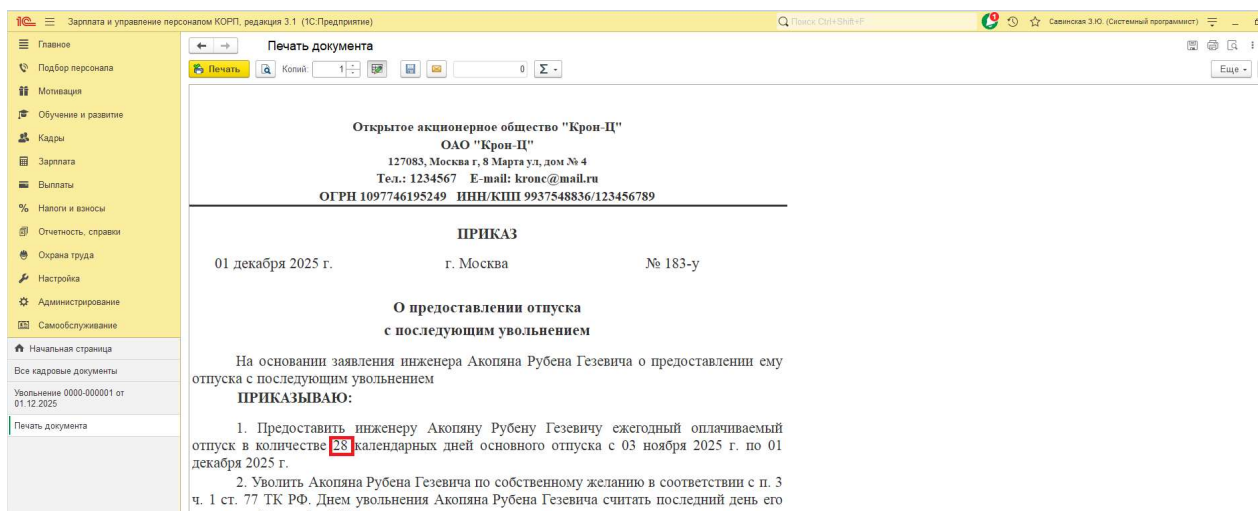 1С Зарплата и управление персоналом КОРП, редакция 3.1 (1С:Предприятие)
Поиск Ctrl+Shift+F
9
Савинская З.Ю. (Системный программист)
Главное
Подбор персонала
Мотивация
Обучение и развитие
Кадры
Зарплата
Выплаты
% Налоги и взносы
Отчетность, справки
Охрана труда
Настройка
Администрирование
Самообслуживание
Начальная страница
Все кадровые документы
Увольнение 0000-000001 от
01.12.2025
Печать документа
Печать документа
Печать Копий: 1 0 Σ Еще
Открытое акционерное общество "Крон-Ц"
ОАО "Крон-Ц"
127083, Москва г, 8 Марта ул, дом № 4
Тел.: 1234567 E-mail: kronc@mail.ru
ОГРН 1097746195249 ИНН/КПП 9937548836/123456789
ПРИКАЗ
01 декабря 2025 г. г. Москва № 183-у
О предоставлении отпуска
с последующим увольнением
На основании заявления инженера Акопяна Рубена Гезевича о предоставлении ему
отпуска с последующим увольнением
ПРИКАЗЫВАЮ:
1. Предоставить инженеру Акопяну Рубену Гезевичу ежегодный оплачиваемый
отпуск в количестве 28 календарных дней основного отпуска с 03 ноября 2025 г. по 01
декабря 2025 г.
2. Уволить Акопяна Рубена Гезевича по собственному желанию в соответствии с п. 3
ч. 1 ст. 77 ТК РФ. Днем увольнения Акопяна Рубена Гезевича считать последний день его